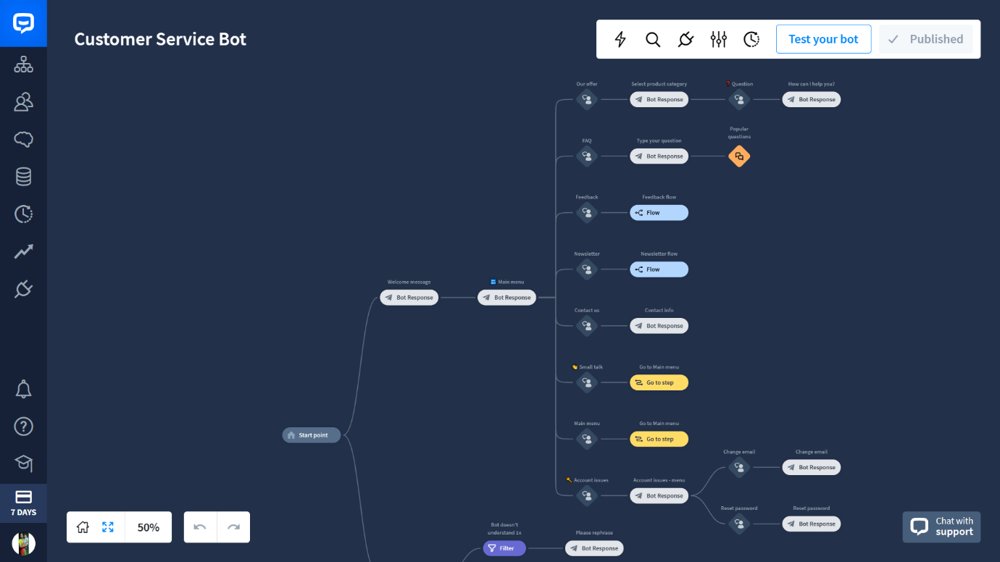 Customer Service Bot
Test your bot
Published
Our offer
Select product category
Question
How can I help you?
Bot Response
Bot Response
FAQ
Type your question
Popular
questions
Bot Response
Feedback
Feedback flow
Flow
Newsletter
Newsletter flow
Flow
Welcome message
Main menu
Bot Response
Bot Response
Contact us
Contact info
Bot Response
Small talk
Go to Main menu
Go to step
Main menu
Go to Main menu
Go to step
Start point
Change email
Change email
Bot Response
Account issues
Account issues - menu
Bot Response
Reset password
Reset password
Bot Response
Bot doesn't
understand 1x
Please rephrase
Filter
Bot Response
7 DAYS
50%
Chat with
support